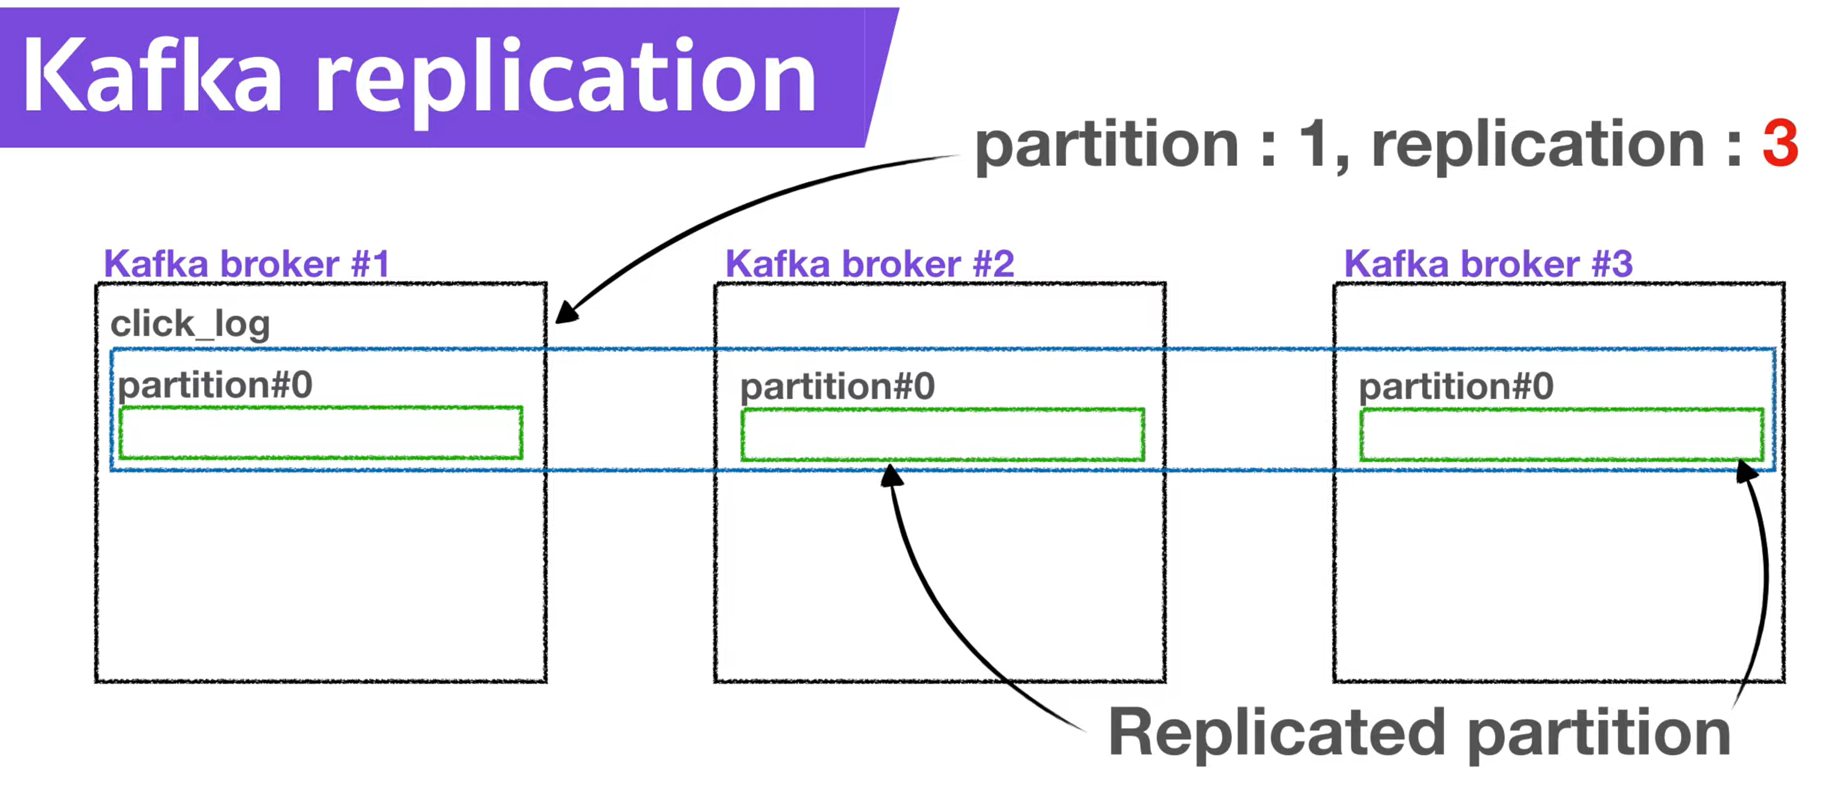 Kafka replication
partition : 1, replication : 3
Kafka broker #1
Kafka broker #2
Kafka broker #3
click_log
partition#0
partition#0
partition#0
Replicated partition